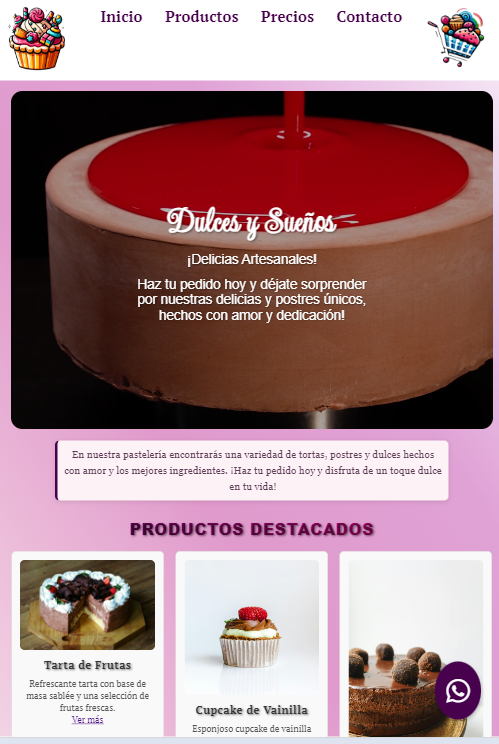 Inicio Productos Precios Contacto
Dulces y Sueños
¡Delicias Artesanales!
Haz tu pedido hoy y déjate sorprender
por nuestras delicias y postres únicos,
hechos con amor y dedicación!
En nuestra pastelería encontrarás una variedad de tortas, postres y dulces hechos
con amor y los mejores ingredientes. ¡Haz tu pedido hoy y disfruta de un toque dulce
en tu vida!
PRODUCTOS DESTACADOS
Tarta de Frutas
Refrescante tarta con base de
masa sablée y una selección de
frutas frescas.
Ver más
Cupcake de Vainilla
Esponjoso cupcake de vainilla